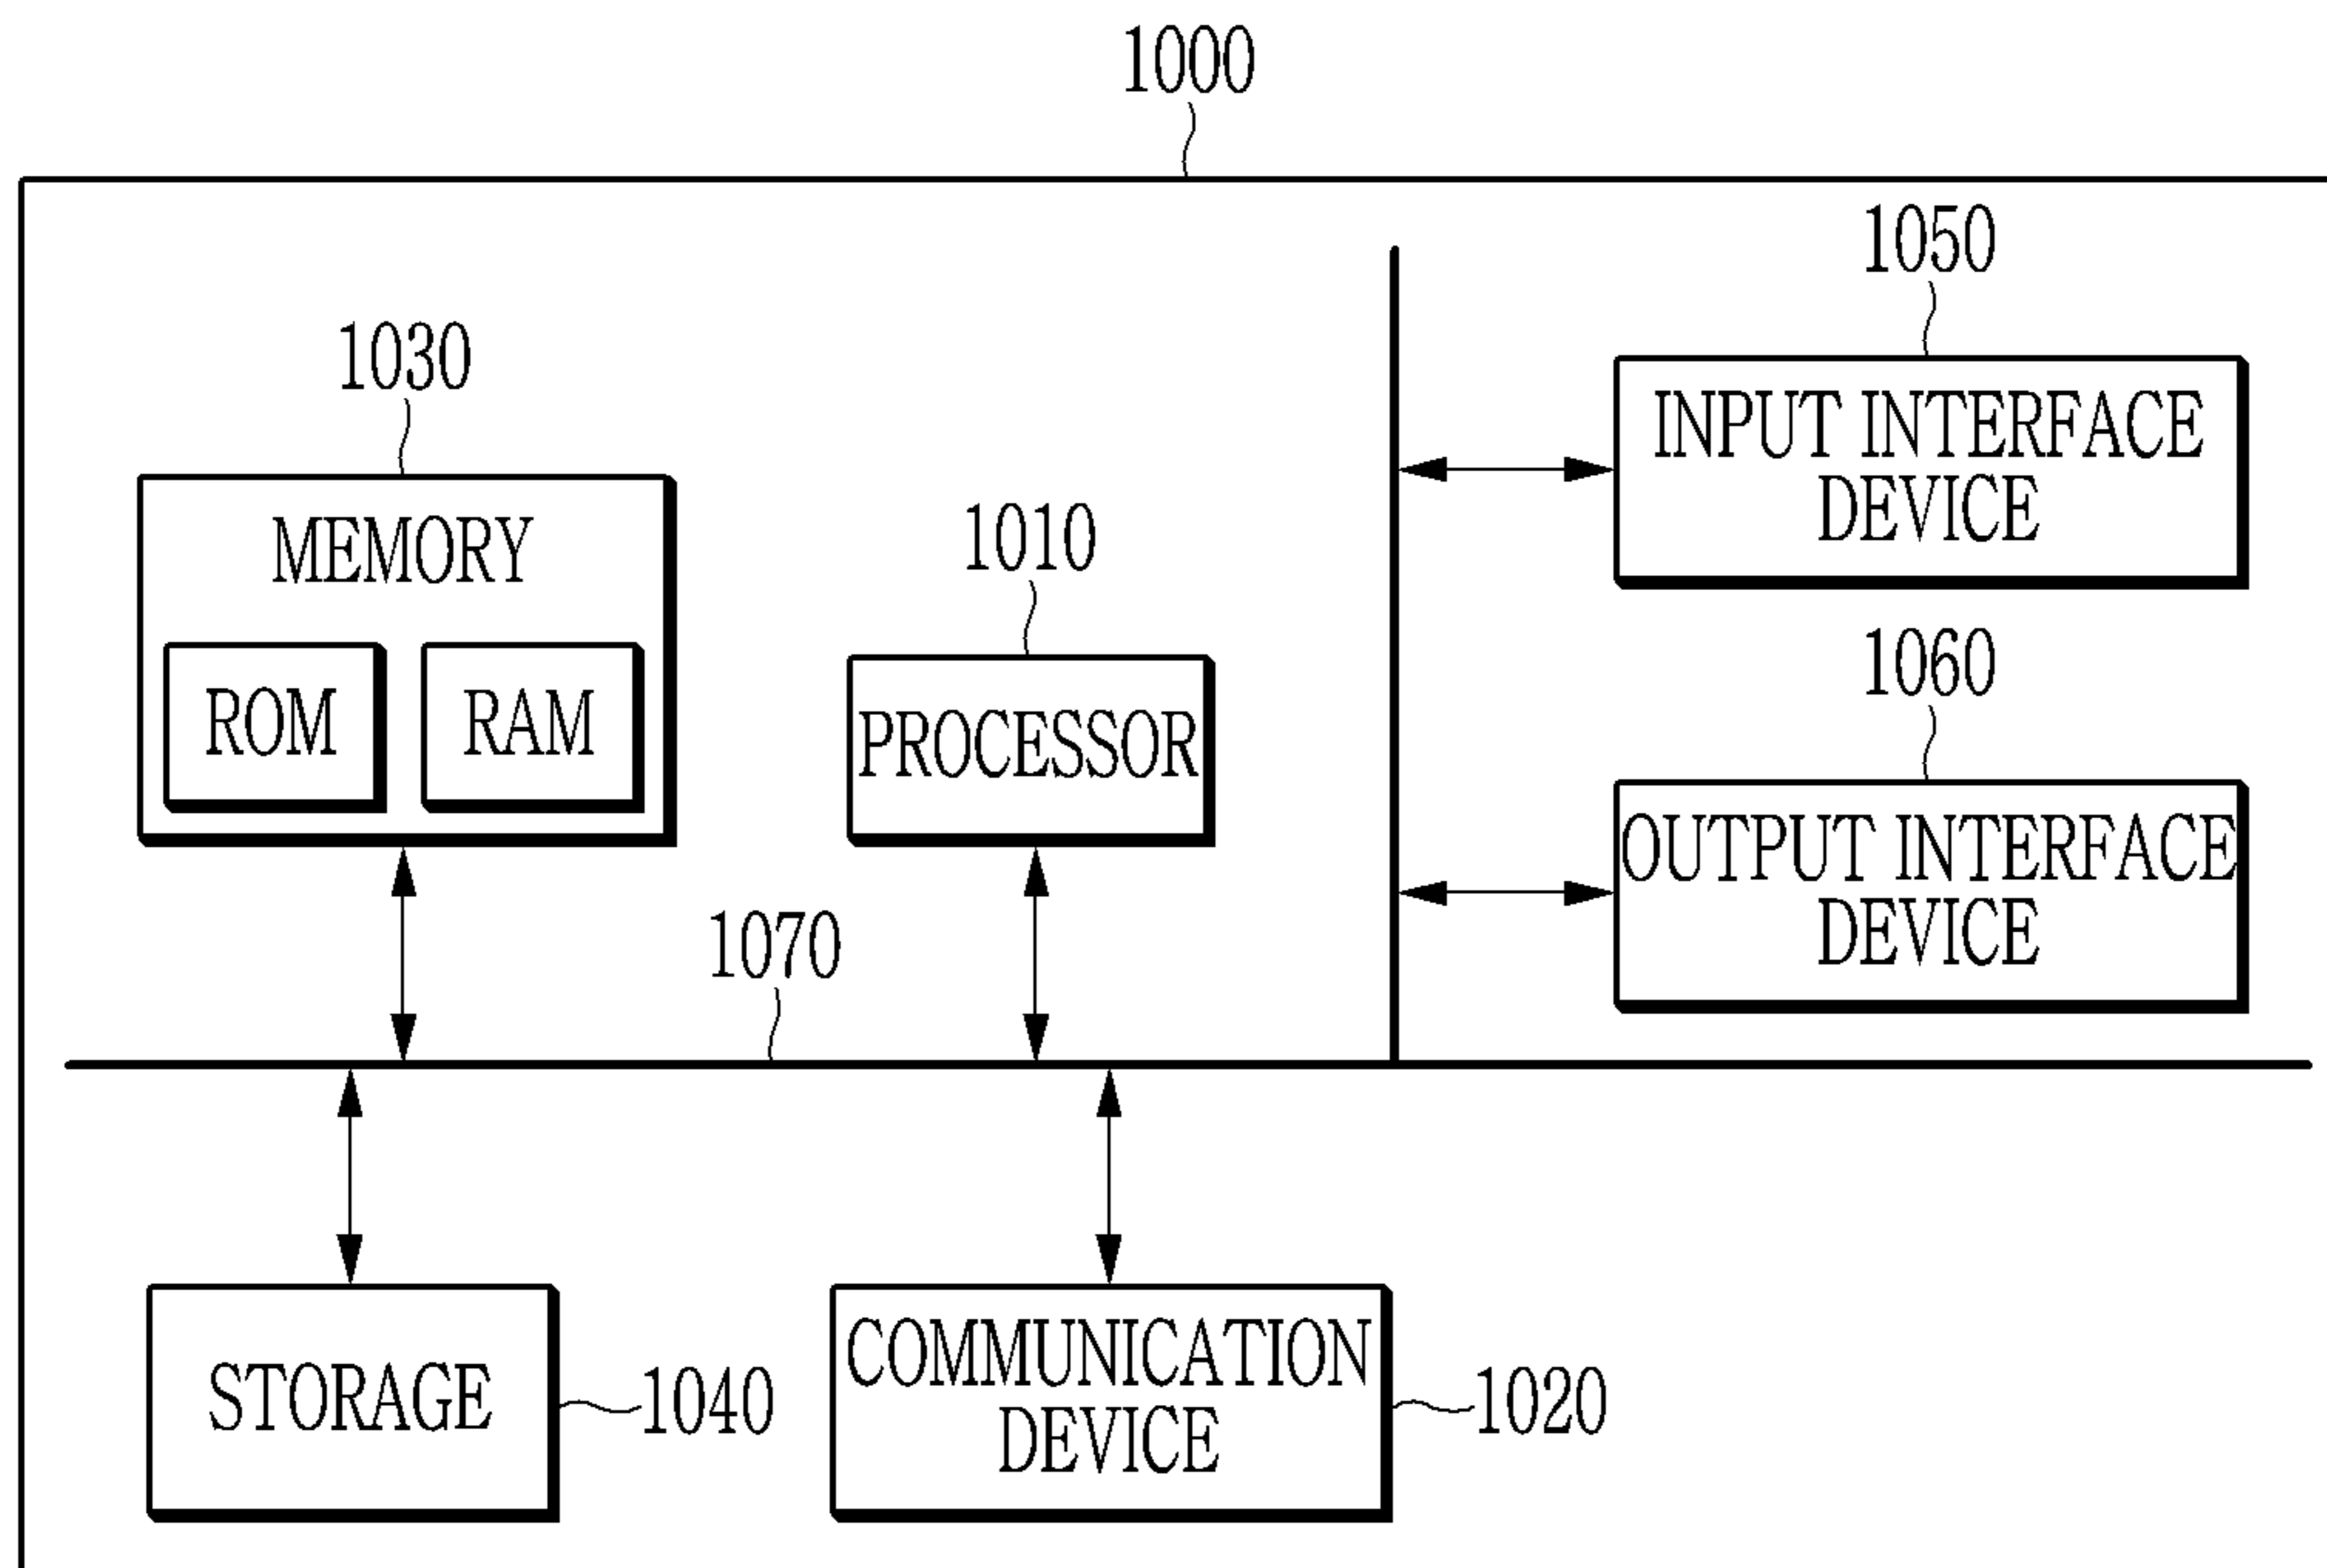 1000
1050
1030
INPUT INTERFACE
DEVICE
MEMORY
1010
1060
ROM
RAM
PROCESSOR
OUTPUT INTERFACE
DEVICE
1070
COMMUNICATION
DEVICE
STORAGE
1040
1020